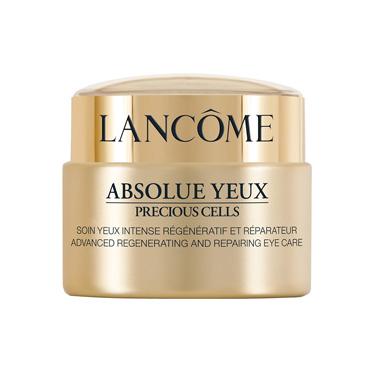 LANCÔME
ABSOLUE YEUX
PRECIOUS CELLS
SOIN YEUX INTENSE RÉGÉNÉRATIF ET RÉPARATEUR
ADVANCED REGENERATING AND REPAIRING EYE CARE